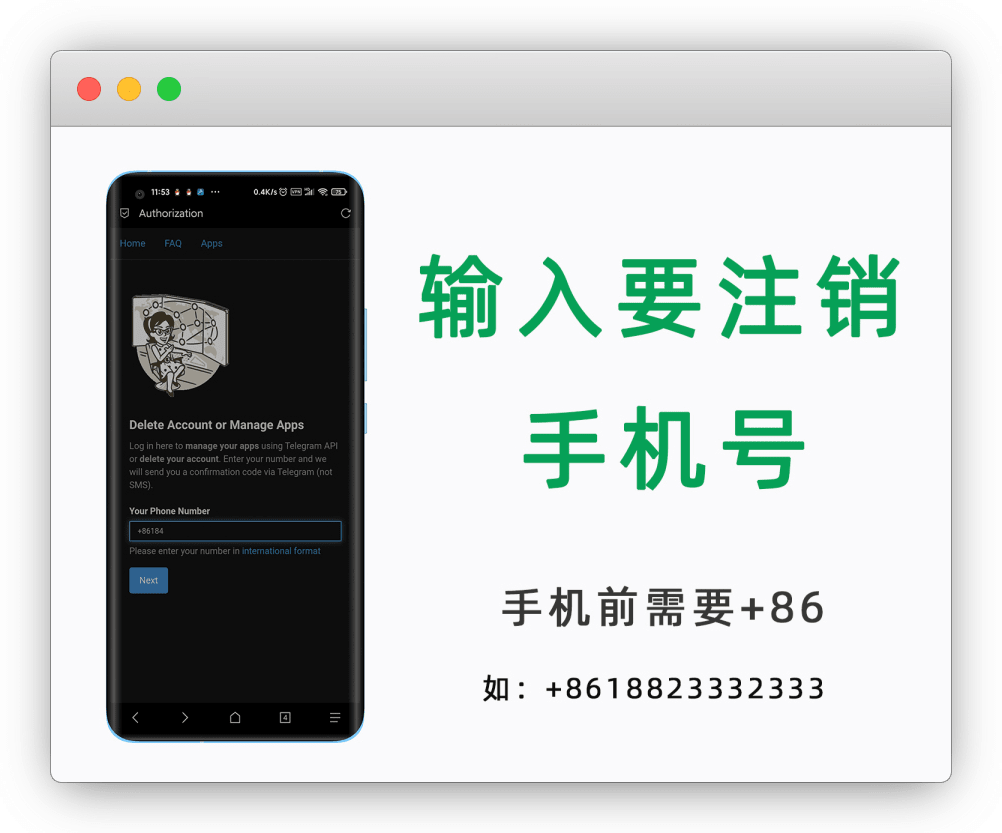 11:53
0.4K/s
Authorization
Home FAQ Apps
Delete Account or Manage Apps
Log in here to manage your apps using Telegram API
or delete your account. Enter your number and we
will send you a confirmation code via Telegram (not
SMS).
Your Phone Number
+86184
Please enter your number in international format
Next
4
输入要注销
手机号
手机前需要+86
如：+8618823332333